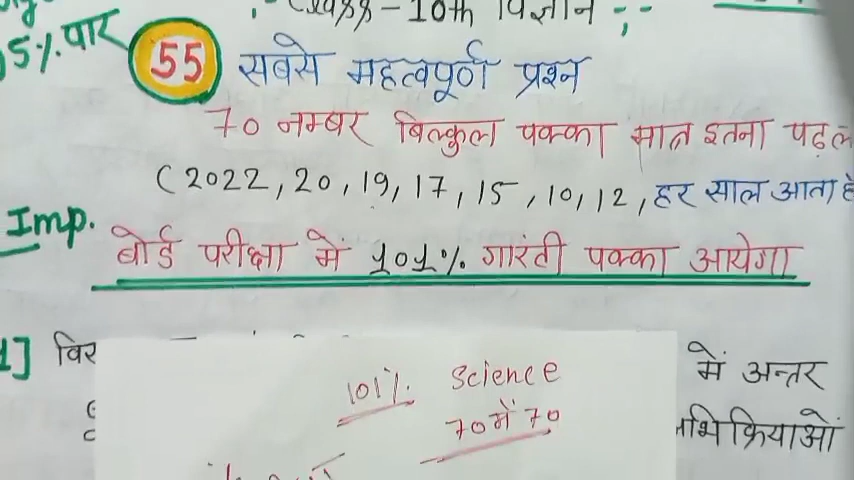 Class - 10th विज्ञान :-
5% पार
55 सबसे महत्वपूर्ण प्रश्न
70 नम्बर बिल्कुल पक्का मात्र इतना पढ़
(2022, 20, 19, 17, 15, 10, 12, हर साल आता है
Imp. बोर्ड परीक्षा में 101% गारंटी पक्का आयेगा
1] में अन्तर
101% Science
70 में 70